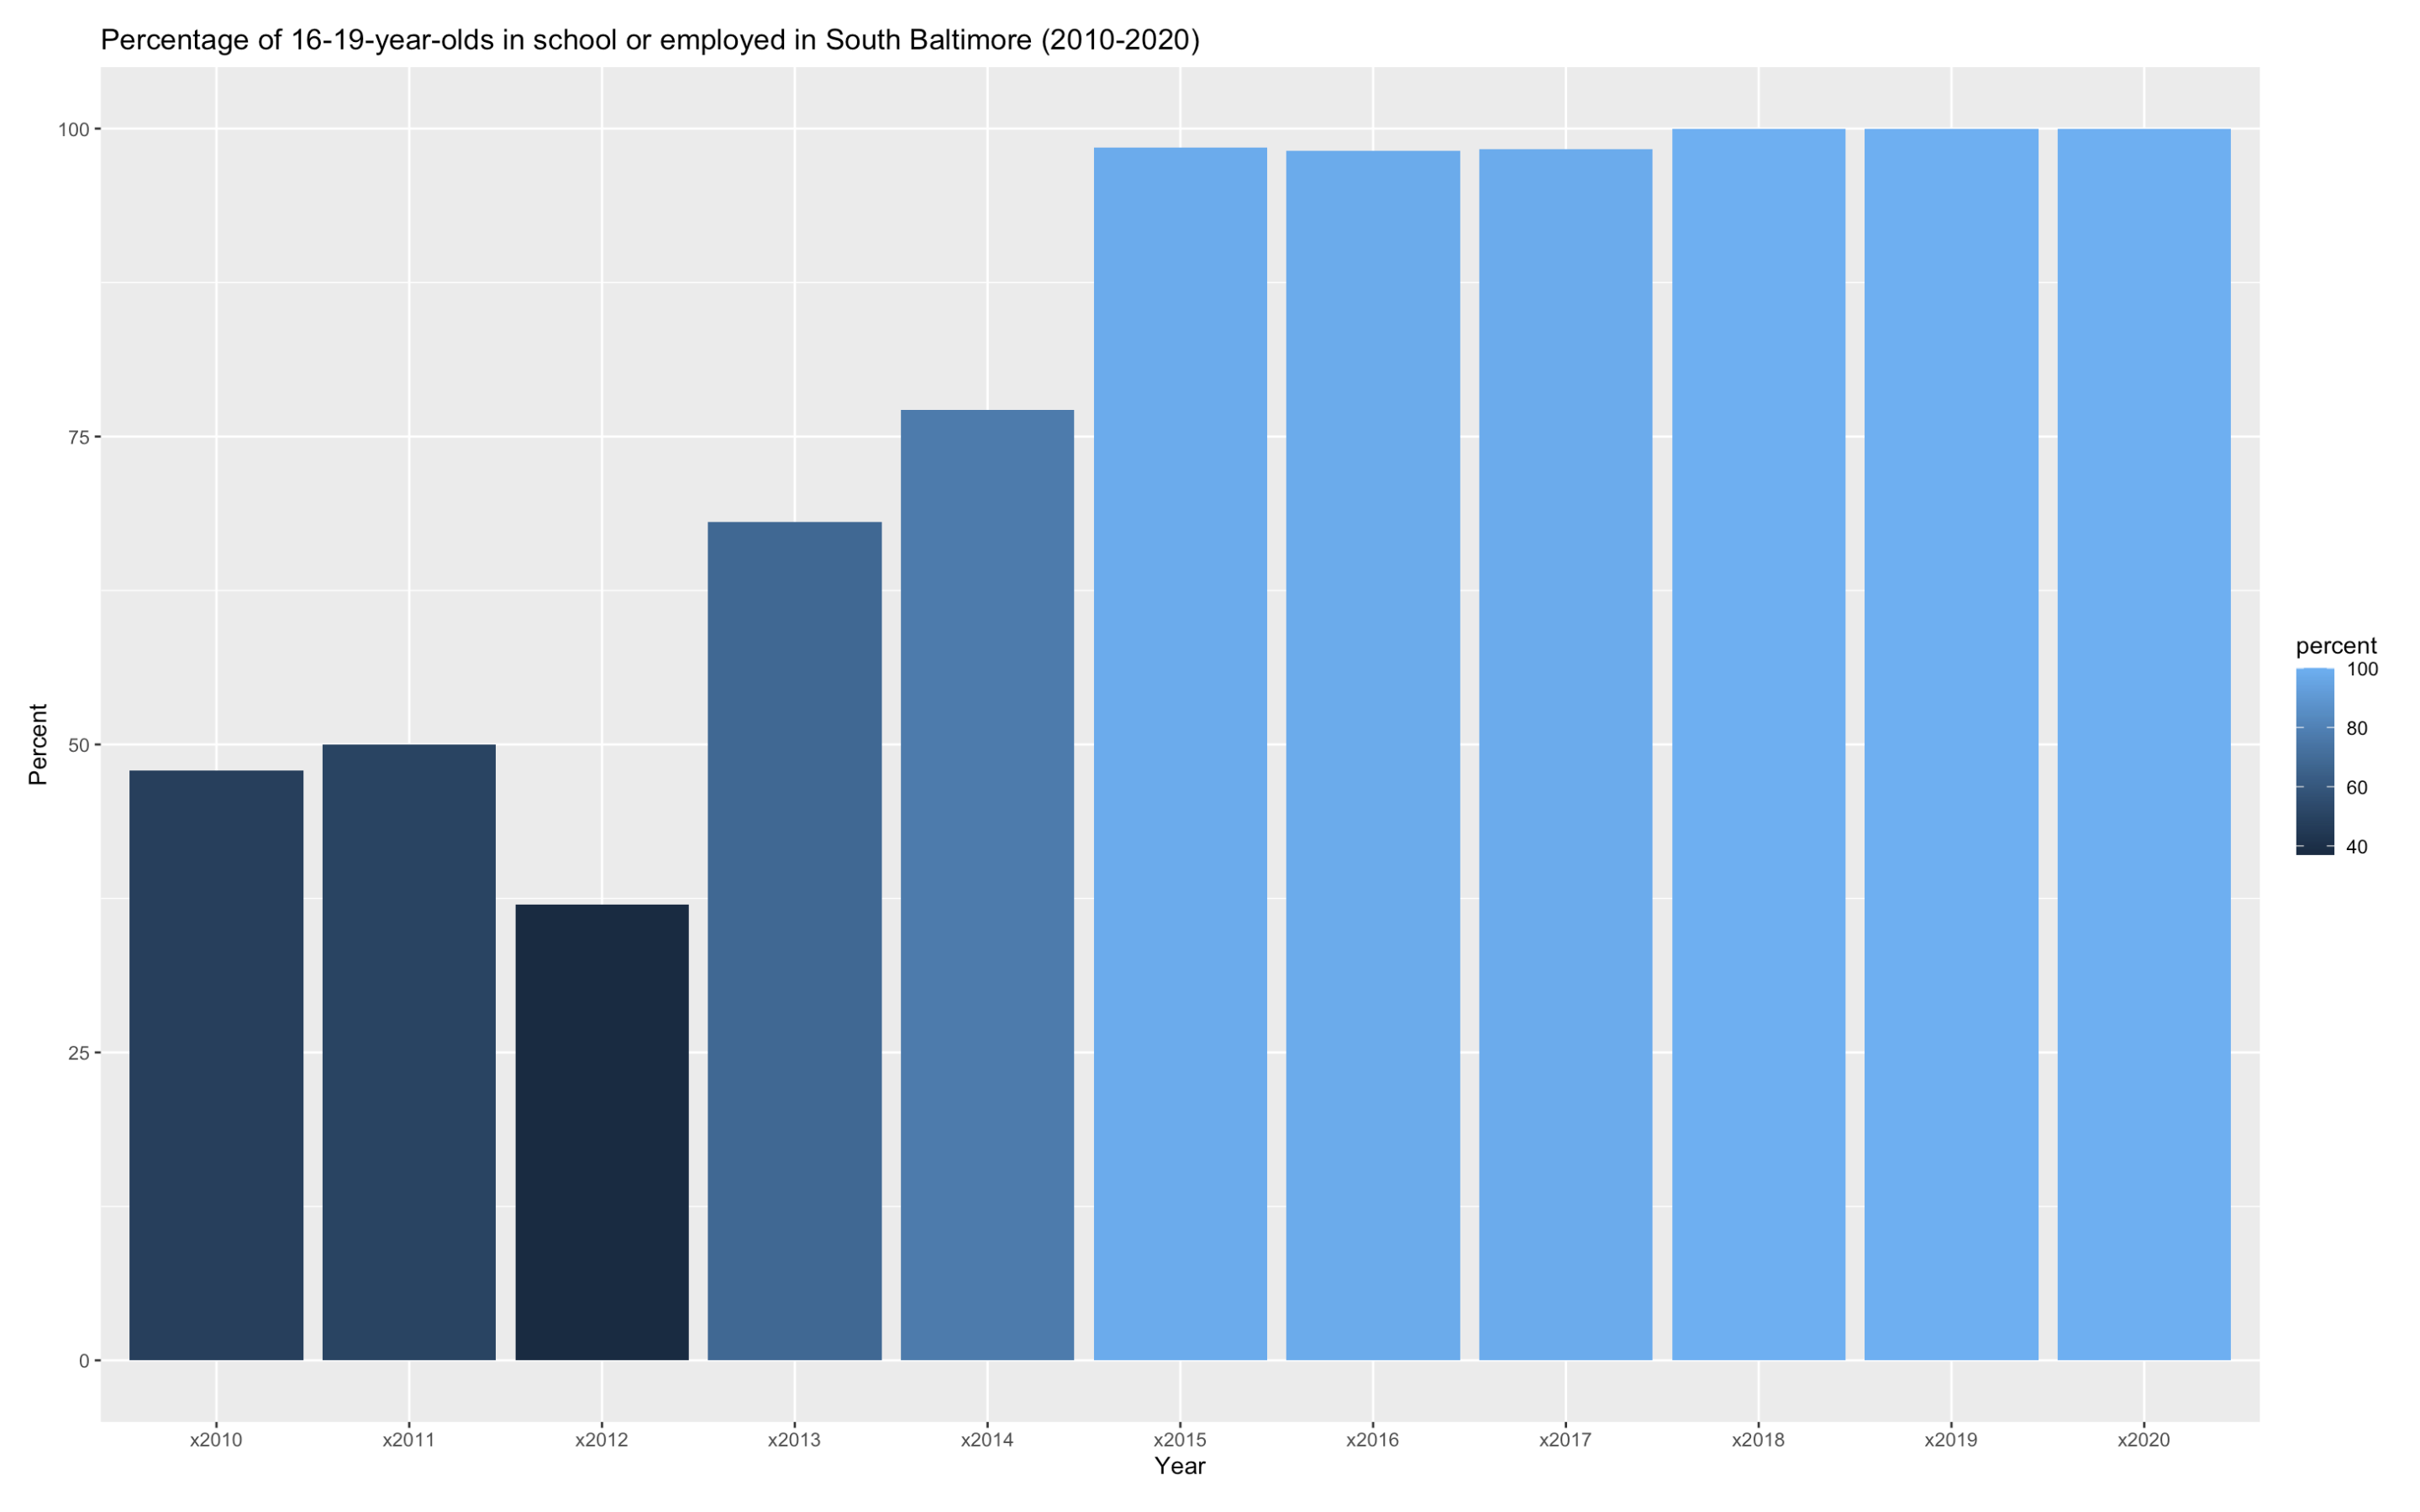 Percentage of 16-19-year-olds in school or employed in South Baltimore (2010-2020)
100
75
50
25
0
Percent
x2010 x2011 x2012 x2013 x2014 x2015 x2016 x2017 x2018 x2019 x2020
Year
percent
100
80
60
40